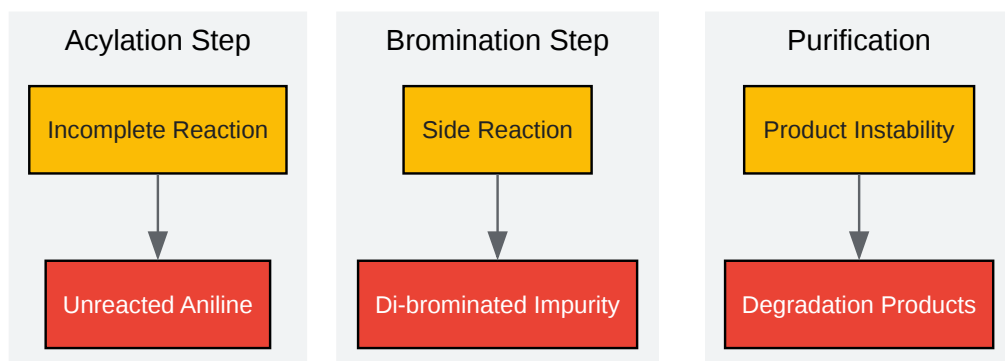 Acylation Step
Bromination Step
Purification
Incomplete Reaction
Side Reaction
Product Instability
Unreacted Aniline
Di-brominated Impurity
Degradation Products